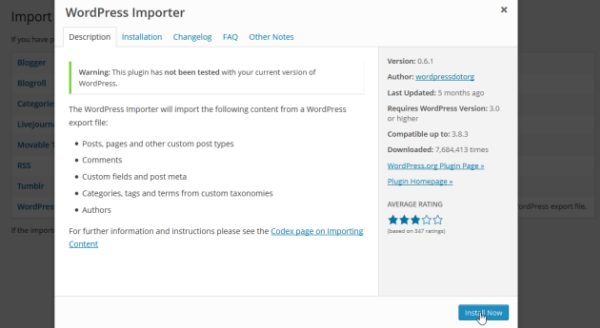 Import
WordPress Importer
If you have p
Description Installation Changelog FAQ Other Notes
Blogger
Blogroll
Categories
LiveJourna
Movable T
RSS
Tumblr
WordPres
ordPress export file.
If the importe
Warning: This plugin has not been tested with your current version of
WordPress.
The WordPress Importer will import the following content from a WordPress
export file:
Posts, pages and other custom post types
Comments
Custom fields and post meta
Categories, tags and terms from custom taxonomies
Authors
For further information and instructions please see the Codex page on Importing
Content
Version: 0.6.1
Author: wordpressdotorg
Last Updated: 5 months ago
Requires WordPress Version: 3.0
or higher
Compatible up to: 3.8.3
Downloaded: 7,684,413 times
WordPress.org Plugin Page »
Plugin Homepage »
AVERAGE RATING
(based on 347 ratings)
Install Now